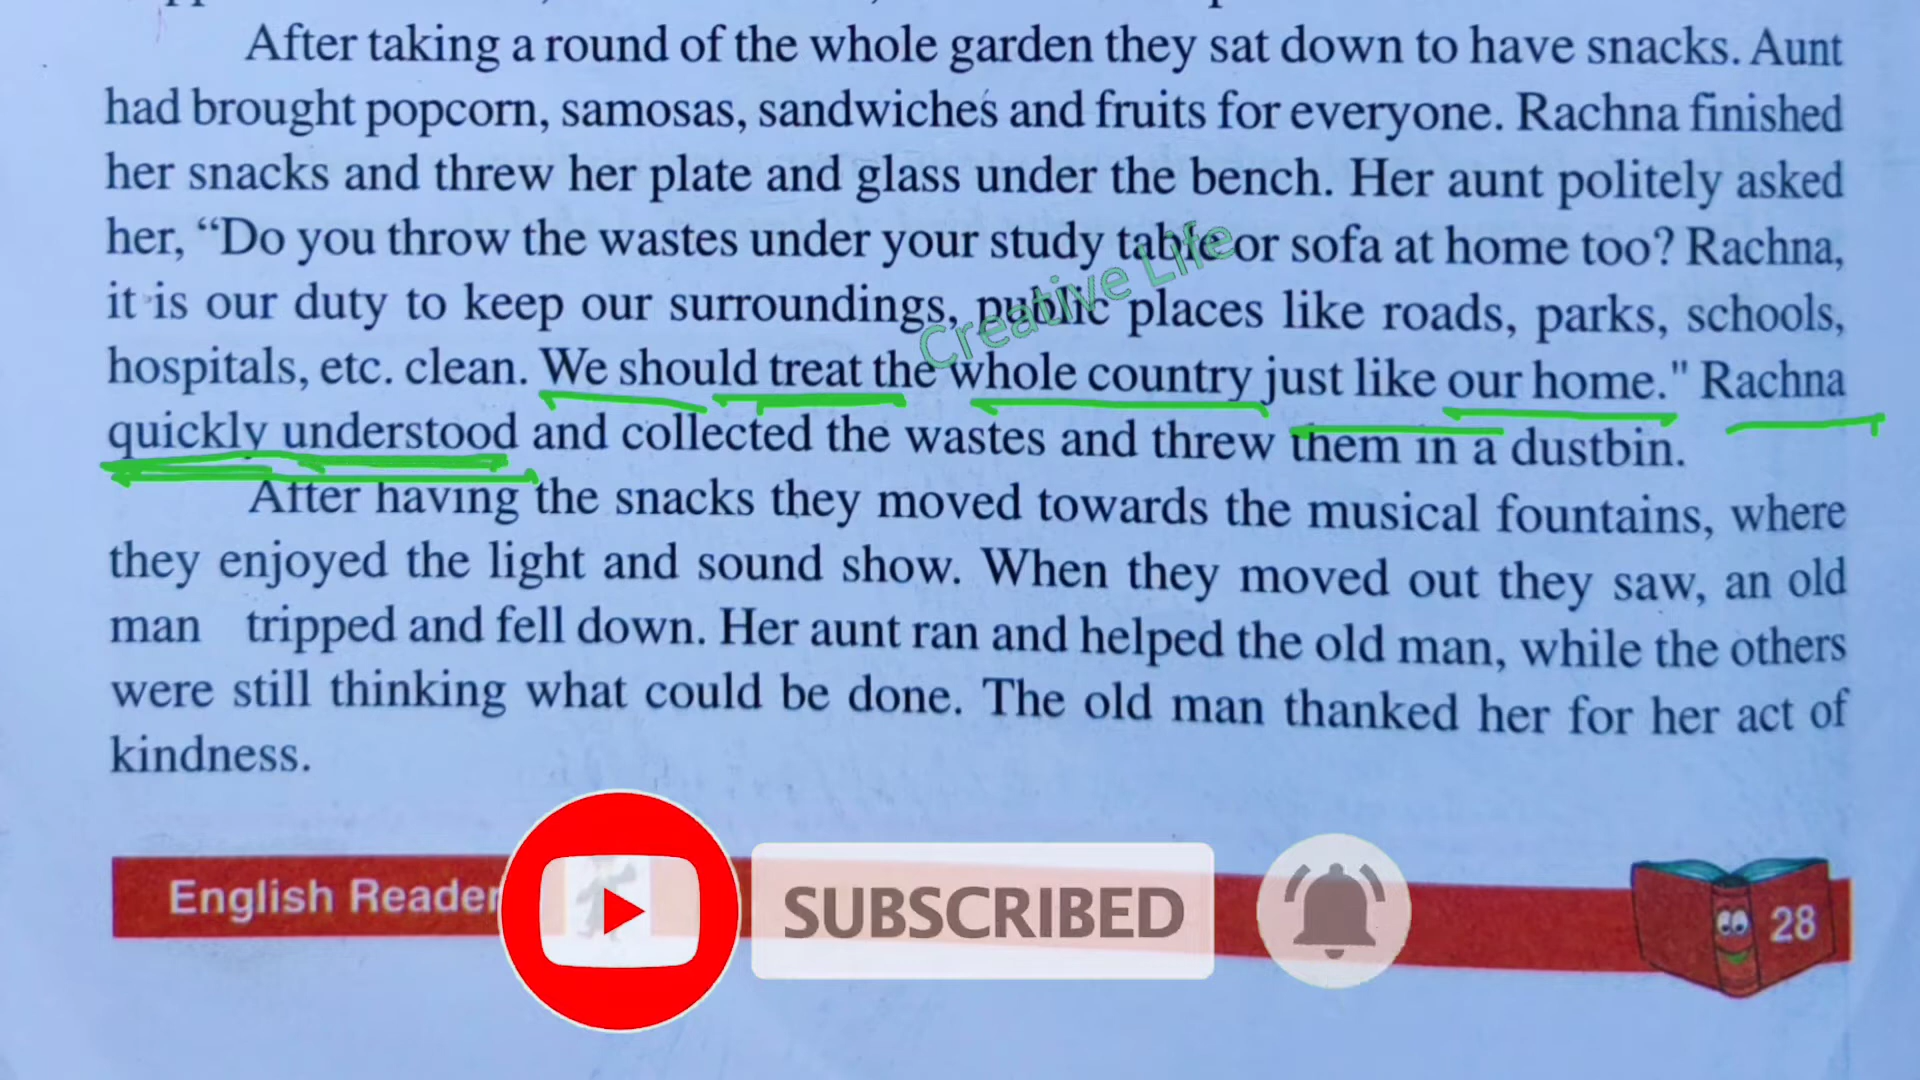 After taking a round of the whole garden they sat down to have snacks. Aunt
had brought popcorn, samosas, sandwiches and fruits for everyone. Rachna finished
her snacks and threw her plate and glass under the bench. Her aunt politely asked
her, “Do you throw the wastes under your study table or sofa at home too? Rachna,
it is our duty to keep our surroundings, public places like roads, parks, schools,
hospitals, etc. clean. We should treat the whole country just like our home." Rachna
quickly understood and collected the wastes and threw them in a dustbin.
After having the snacks they moved towards the musical fountains, where
they enjoyed the light and sound show. When they moved out they saw, an old
man tripped and fell down. Her aunt ran and helped the old man, while the others
were still thinking what could be done. The old man thanked her for her act of
kindness.
Creative Life
English Reader
SUBSCRIBED
28